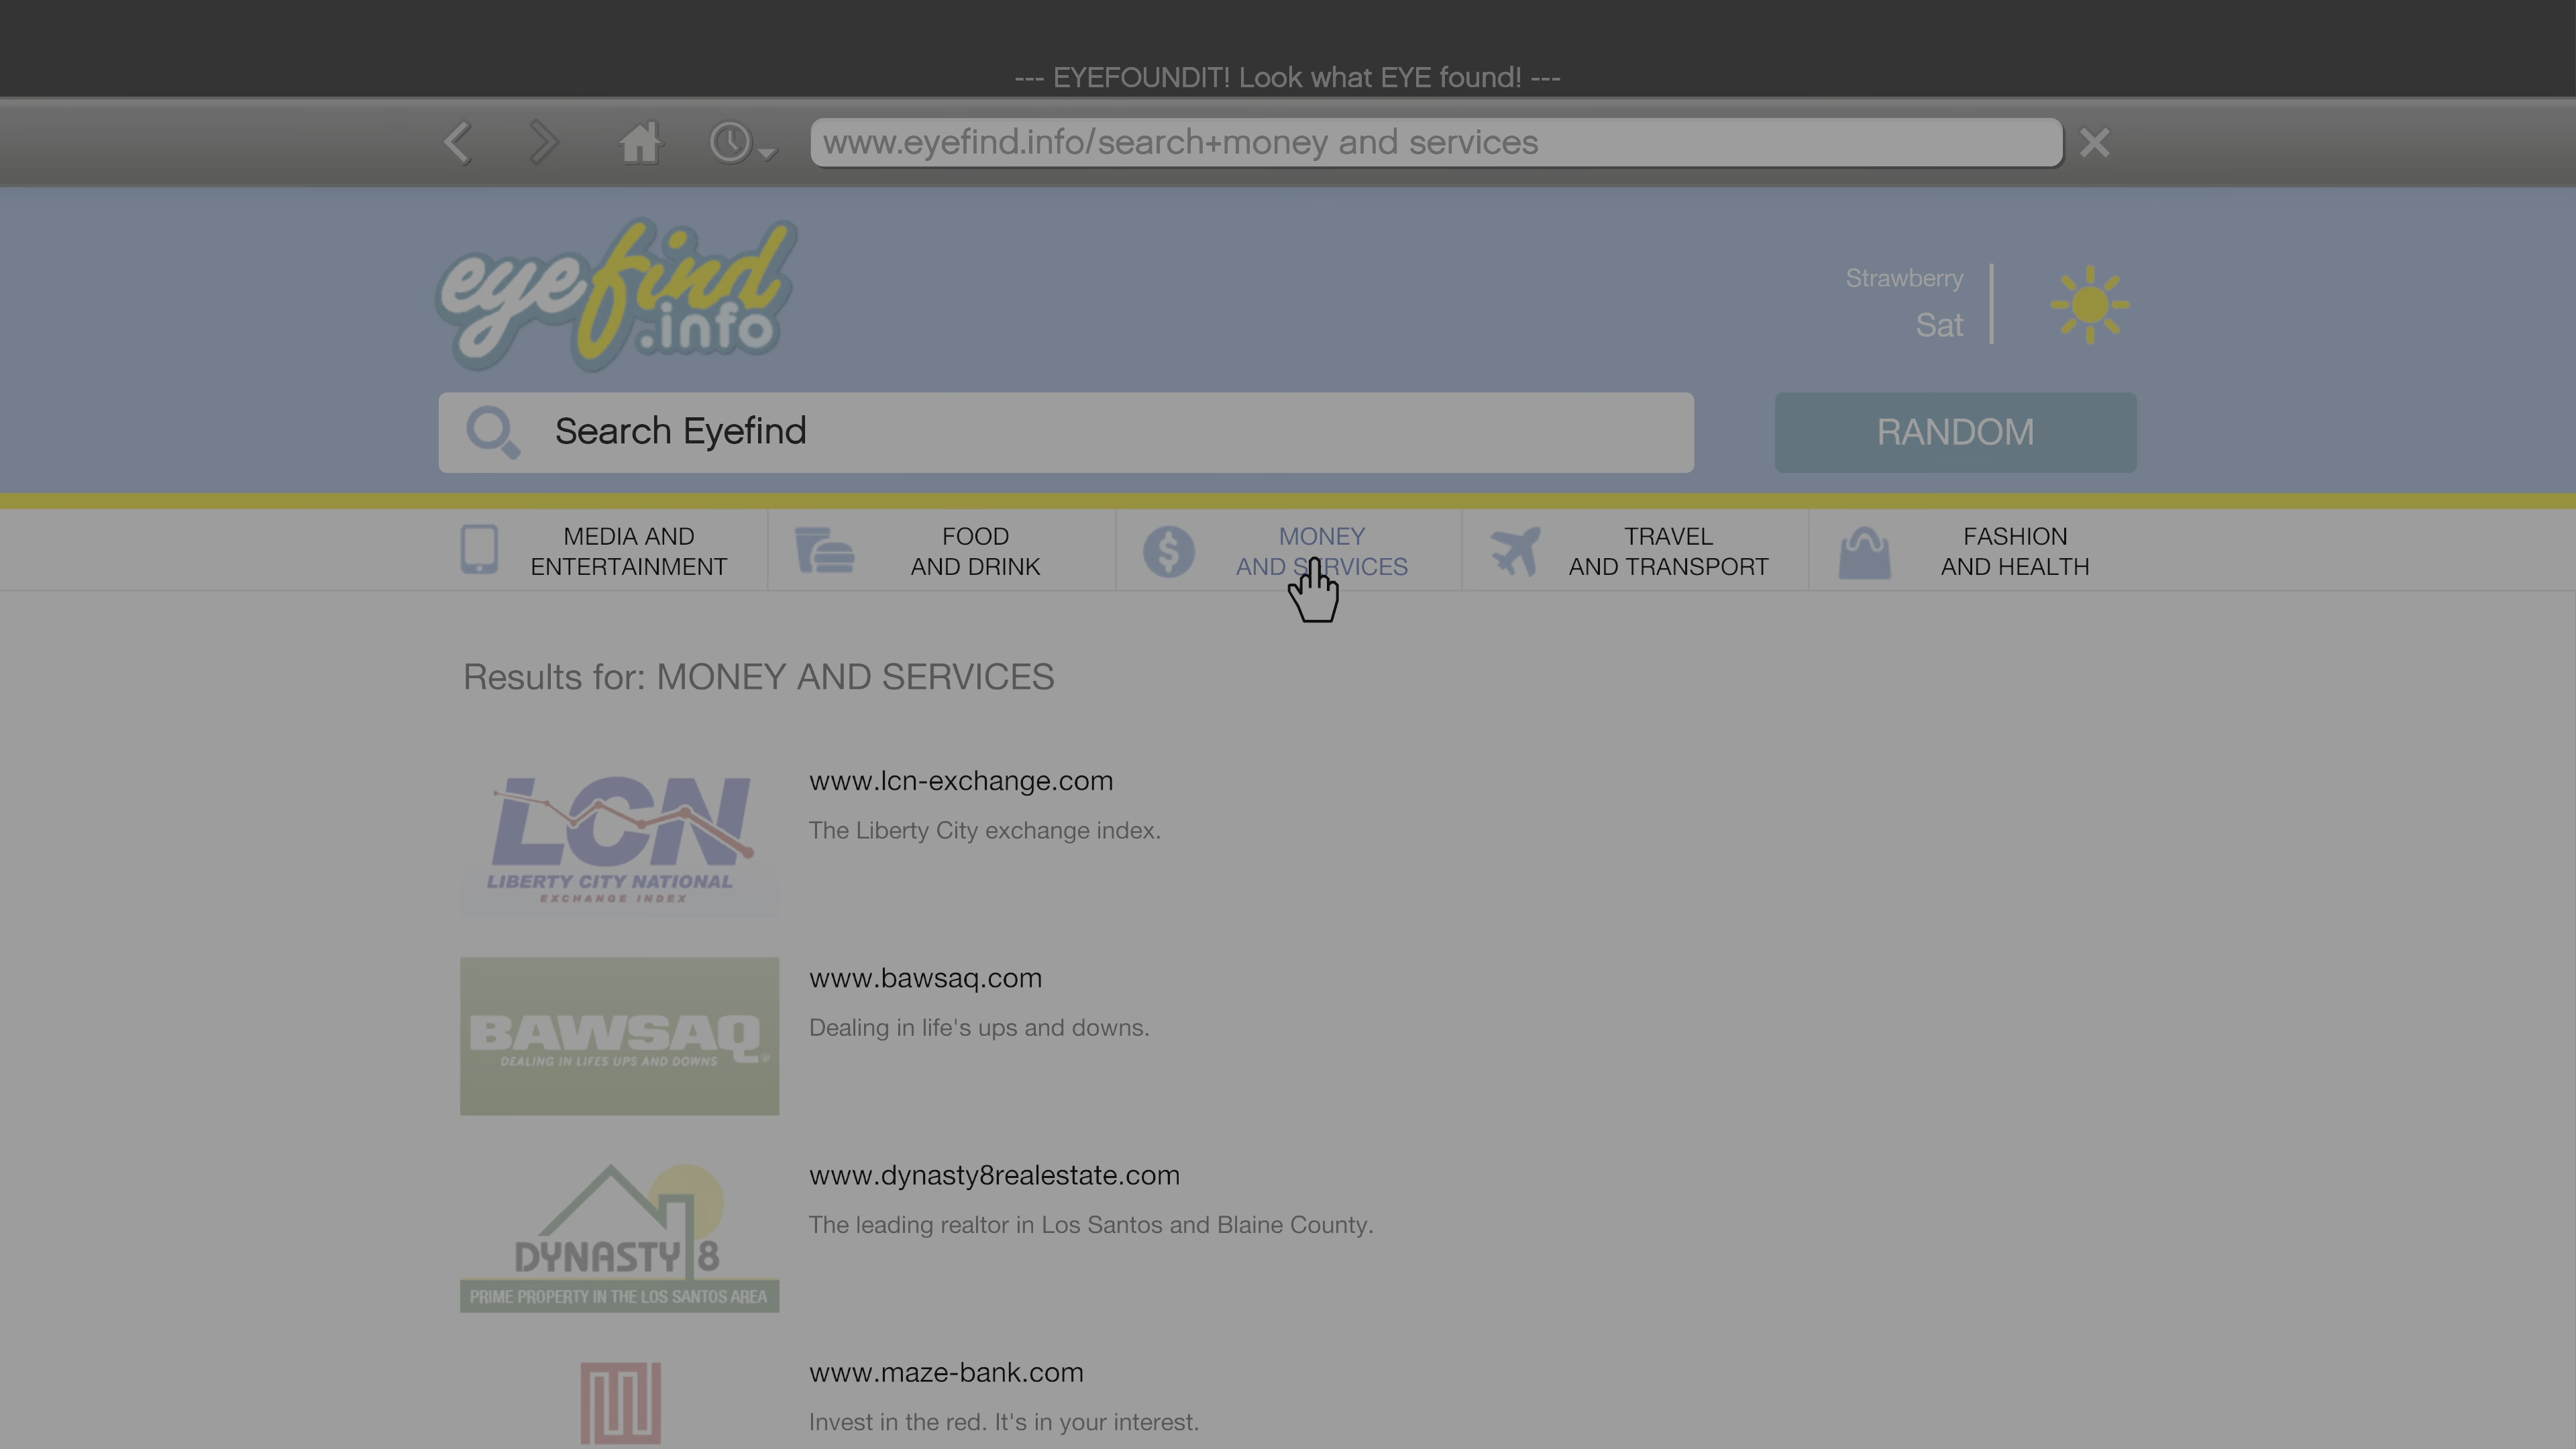 --- EYEFOUNDIT! Look what EYE found! ---
www.eyefind.info/search+money and services
eyefind
.info
Strawberry
Sat
Search Eyefind
RANDOM
MEDIA AND
ENTERTAINMENT
FOOD
AND DRINK
MONEY
AND SERVICES
TRAVEL
AND TRANSPORT
FASHION
AND HEALTH
Results for: MONEY AND SERVICES
LCN
LIBERTY CITY NATIONAL
EXCHANGE INDEX
www.lcn-exchange.com
The Liberty City exchange index.
BAWSAQ
DEALING IN LIFES UPS AND DOWNS
www.bawsaq.com
Dealing in life's ups and downs.
DYNASTY 8
PRIME PROPERTY IN THE LOS SANTOS AREA
www.dynasty8realestate.com
The leading realtor in Los Santos and Blaine County.
www.maze-bank.com
Invest in the red. It's in your interest.